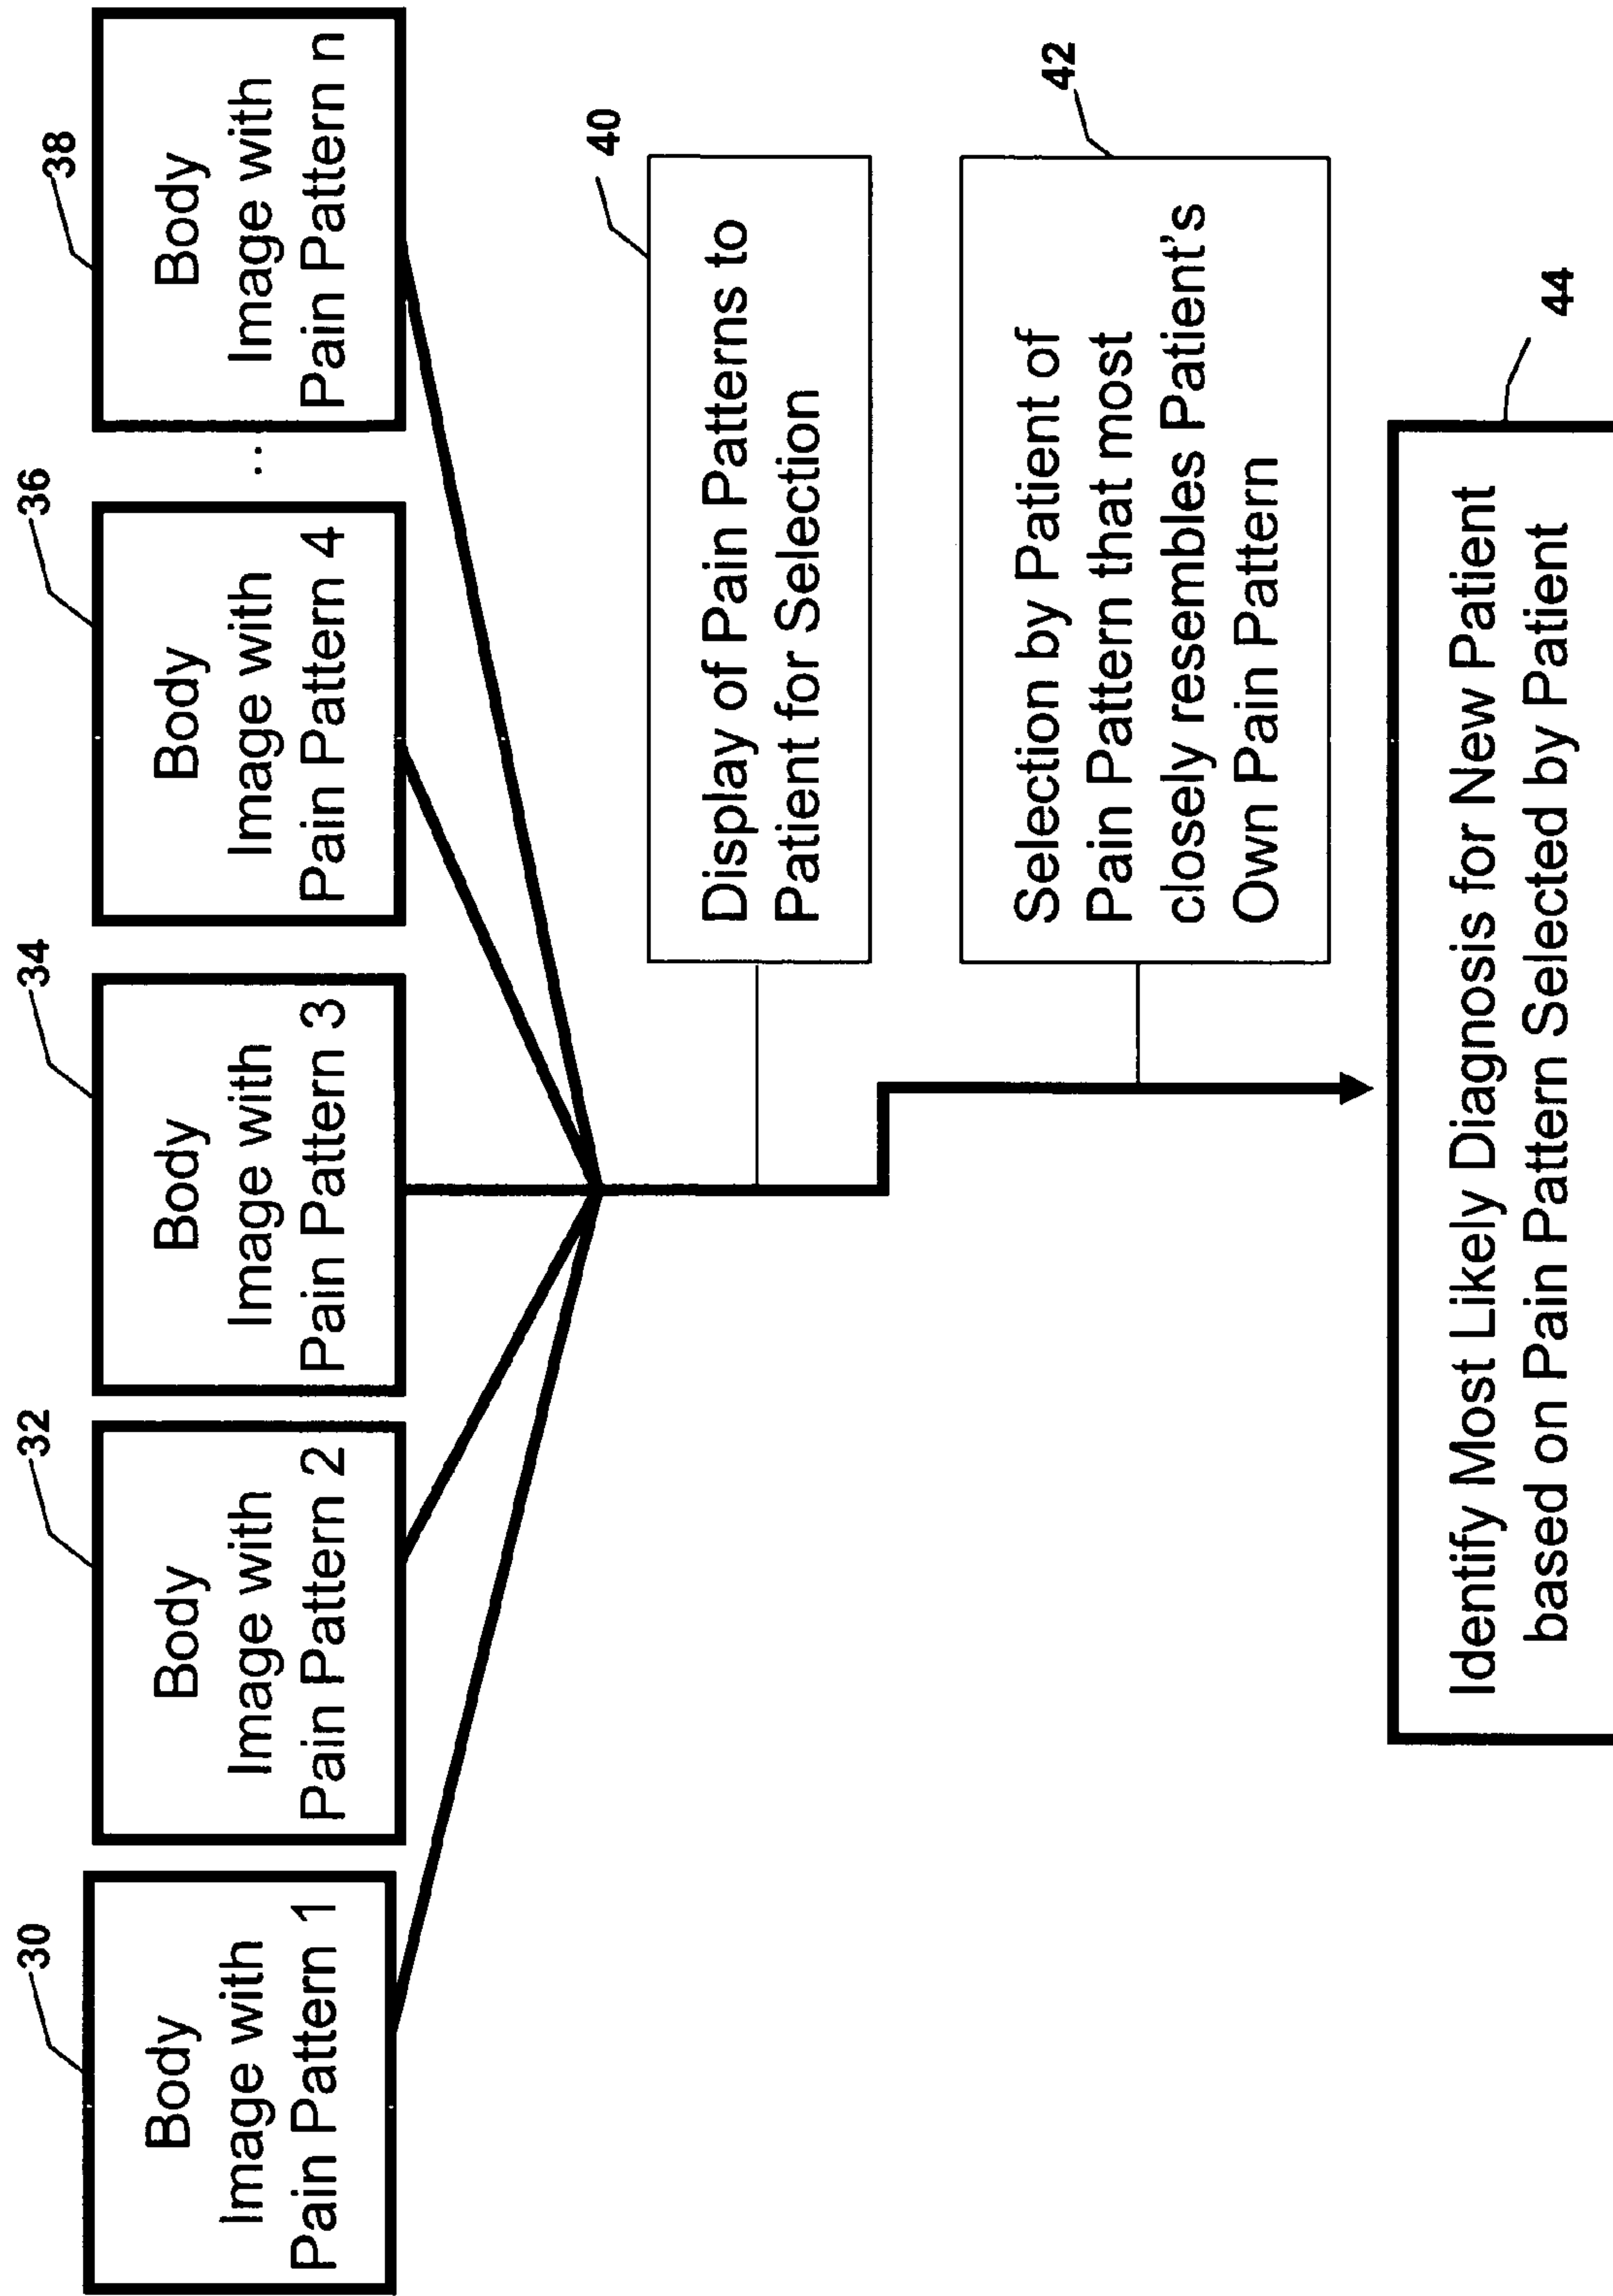 30
32
34
36
38
Body
Image with
Pain Pattern 1
Body
Image with
Pain Pattern 2
Body
Image with
Pain Pattern 3
Body
Image with
Pain Pattern 4
...
Body
Image with
Pain Pattern n
40
Display of Pain Patterns to
Patient for Selection
42
Selection by Patient of
Pain Pattern that most
closely resembles Patient's
Own Pain Pattern
44
Identify Most Likely Diagnosis for New Patient
based on Pain Pattern Selected by Patient